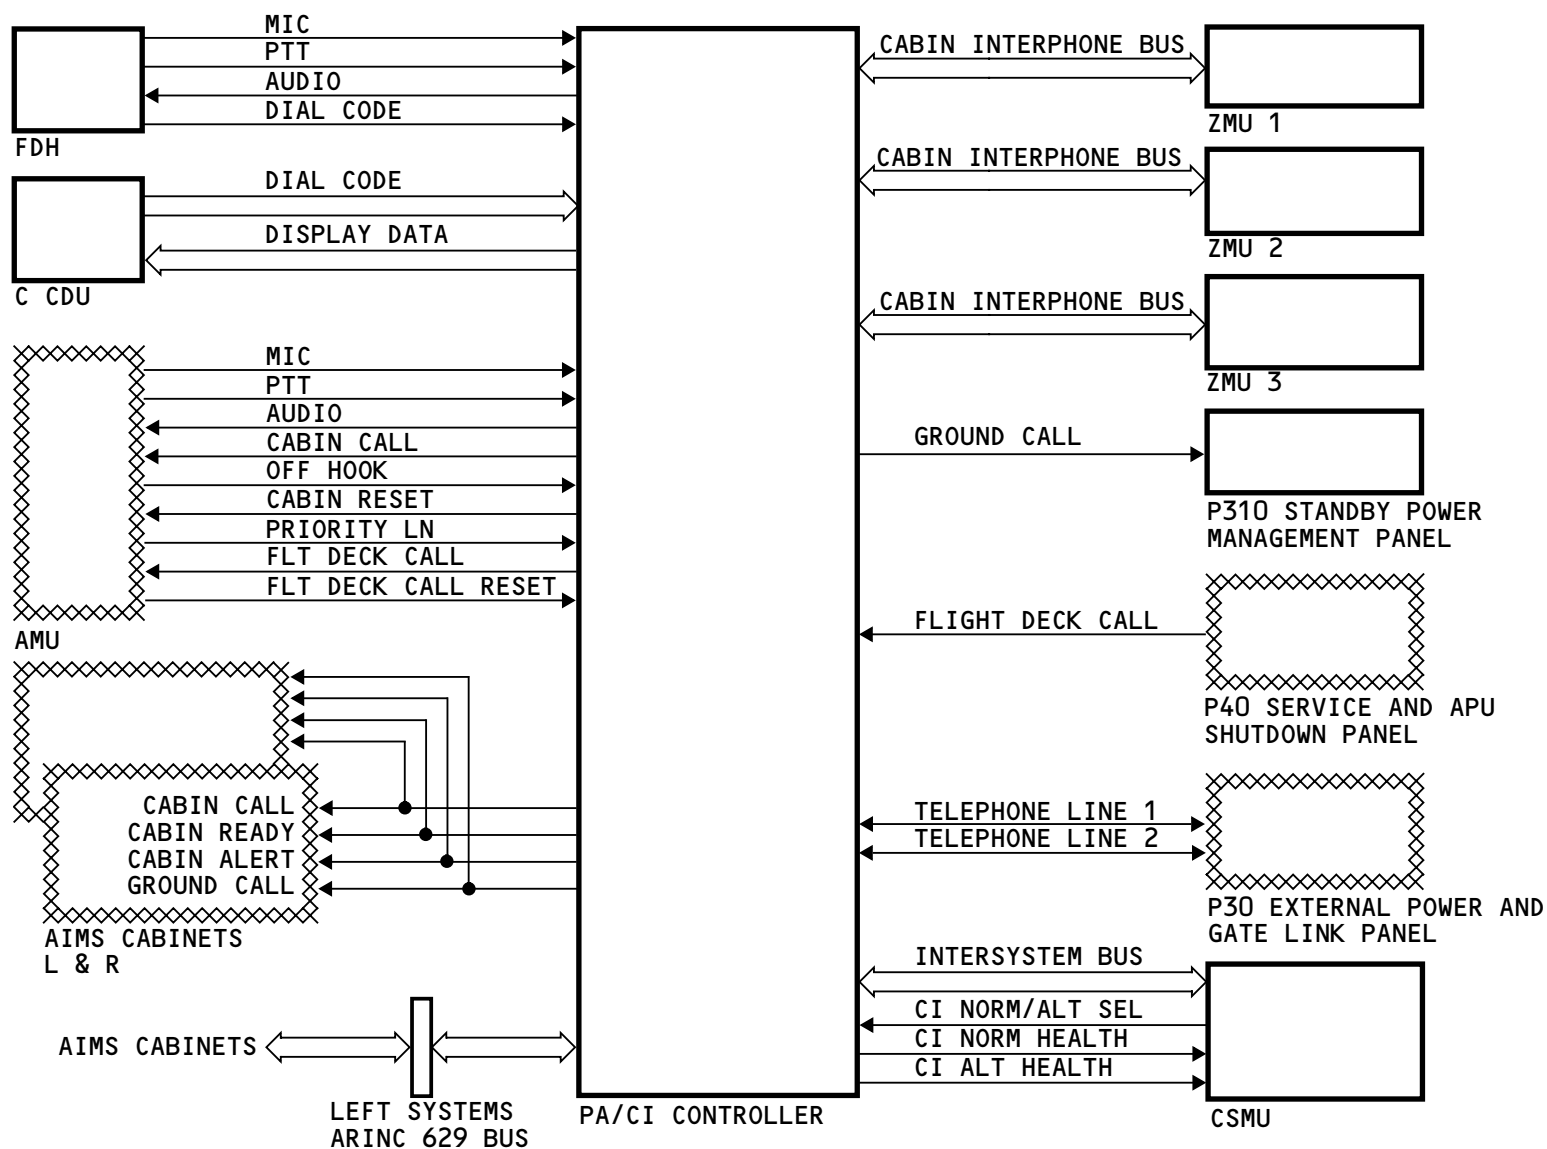 MIC
PTT
AUDIO
DIAL CODE
FDH
DIAL CODE
DISPLAY DATA
C CDU
MIC
PTT
AUDIO
CABIN CALL
OFF HOOK
CABIN RESET
PRIORITY LN
FLT DECK CALL
FLT DECK CALL RESET
AMU
CABIN CALL
CABIN READY
CABIN ALERT
GROUND CALL
AIMS CABINETS
L & R
AIMS CABINETS
LEFT SYSTEMS
ARINC 629 BUS
PA/CI CONTROLLER
CABIN INTERPHONE BUS
ZMU 1
CABIN INTERPHONE BUS
ZMU 2
CABIN INTERPHONE BUS
ZMU 3
GROUND CALL
P310 STANDBY POWER
MANAGEMENT PANEL
FLIGHT DECK CALL
P40 SERVICE AND APU
SHUTDOWN PANEL
TELEPHONE LINE 1
TELEPHONE LINE 2
P30 EXTERNAL POWER AND
GATE LINK PANEL
INTERSYSTEM BUS
CI NORM/ALT SEL
CI NORM HEALTH
CI ALT HEALTH
CSMU